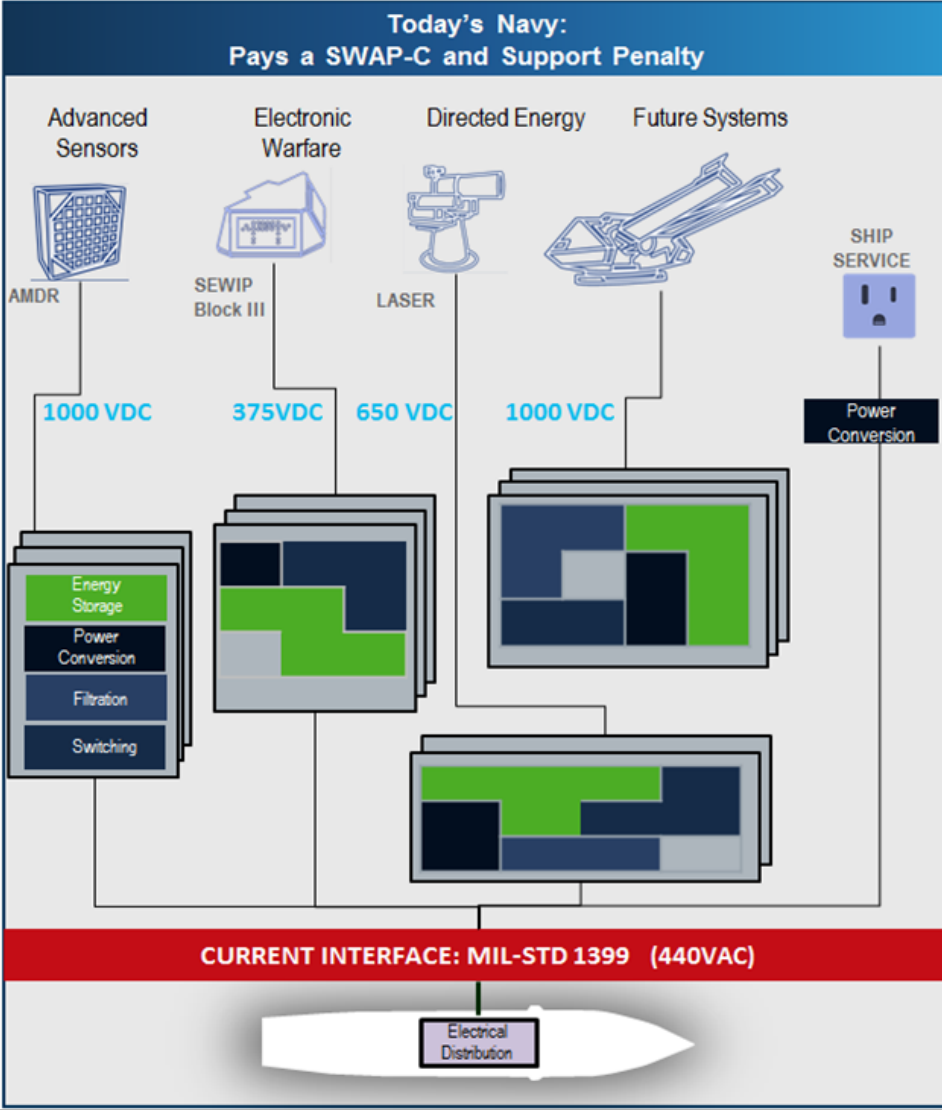 Today's Navy:
Pays a SWAP-C and Support Penalty
Advanced
Sensors
Electronic
Warfare
Directed Energy
Future Systems
SHIP
SERVICE
AMDR
SEWIP
Block III
LASER
1000 VDC
375VDC
650 VDC
1000 VDC
Power
Conversion
Energy
Storage
Power
Conversion
Filtration
Switching
CURRENT INTERFACE: MIL-STD 1399 (440VAC)
Electrical
Distribution